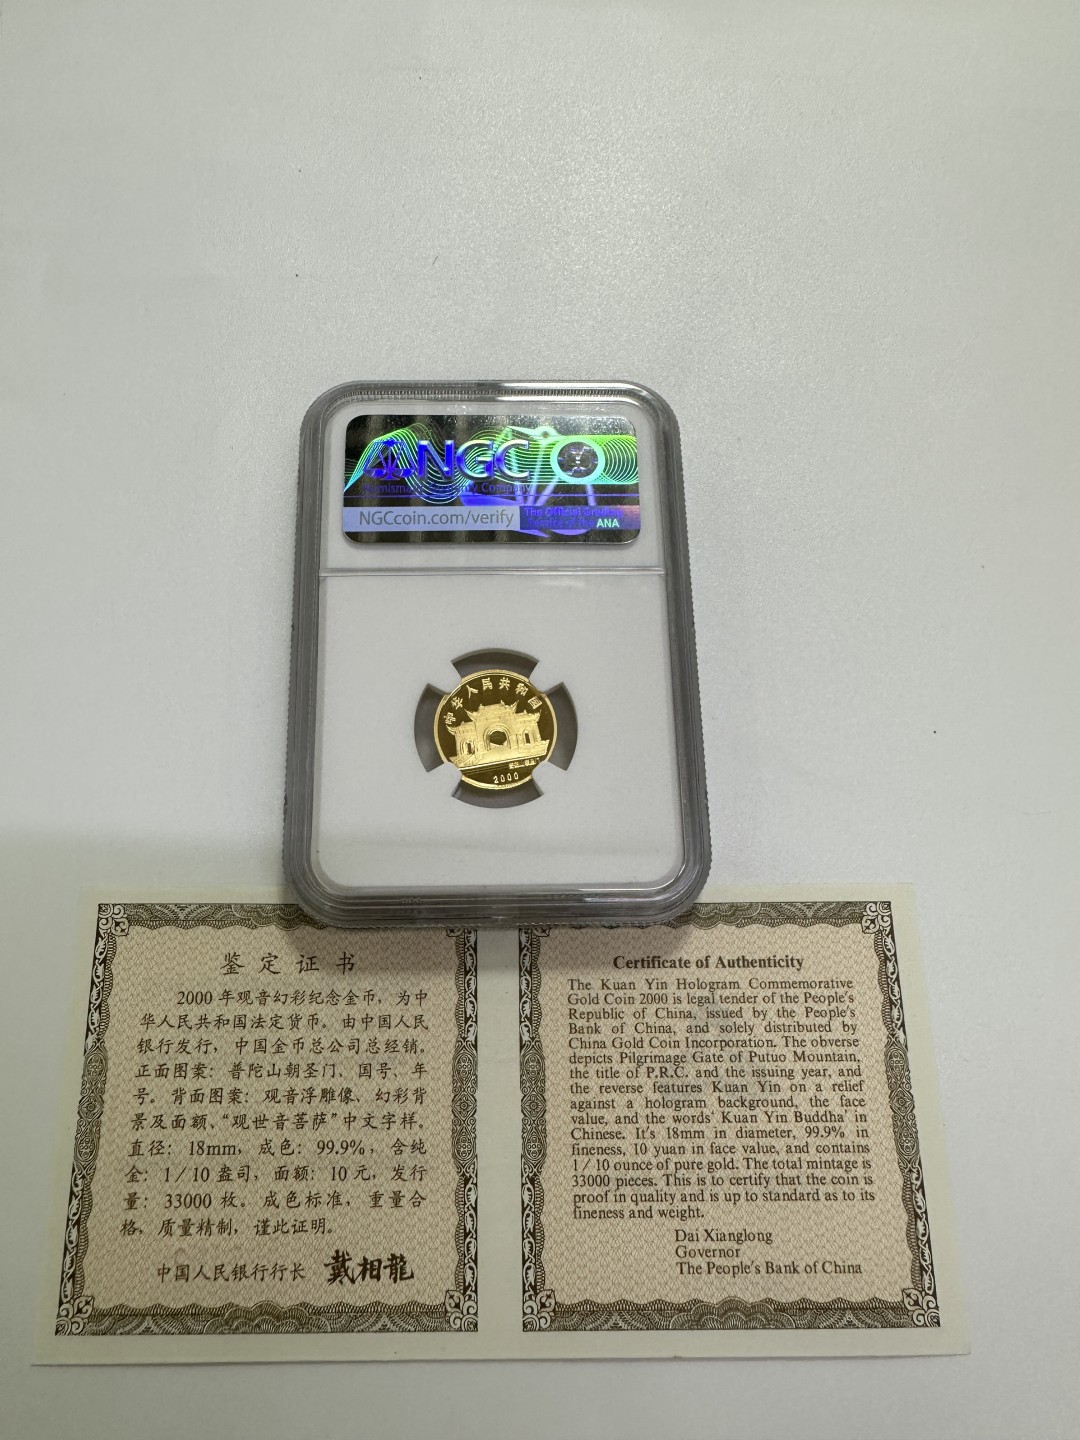 NGC
NGCcoin.com/verify
The Official Grading
ANA
中华人民共和国
2000
鉴定证书
2000年观音幻彩纪念金币，为中
华人民共和国法定货币。由中国人民
银行发行，中国金币总公司总经销。
正面图案：普陀山朝圣门、国号、年
号。背面图案：观音浮雕像、幻彩背
景及面额、“观世音菩萨”中文字样。
直径：18mm，成色：99.9%，含纯
金：1/10盎司，面额：10元，发行
量：33000枚。成色标准，重量合
格，质量精制，谨此证明。
中国人民银行行长 戴相龍
Certificate of Authenticity
The Kuan Yin Hologram Commemorative
Gold Coin 2000 is legal tender of the People's
Republic of China, issued by the People's
Bank of China, and solely distributed by
China Gold Coin Incorporation. The obverse
depicts Pilgrimage Gate of Putuo Mountain,
the title of P.R.C. and the issuing year, and
the reverse features Kuan Yin on a relief
against a hologram background, the face
value, and the words' Kuan Yin Buddha' in
Chinese. It's 18mm in diameter, 99.9% in
fineness, 10 yuan in face value, and contains
1/10 ounce of pure gold. The total mintage is
33000 pieces. This is to certify that the coin is
proof in quality and is up to standard as to its
fineness and weight.
Dai Xianglong
Governor
The People's Bank of China